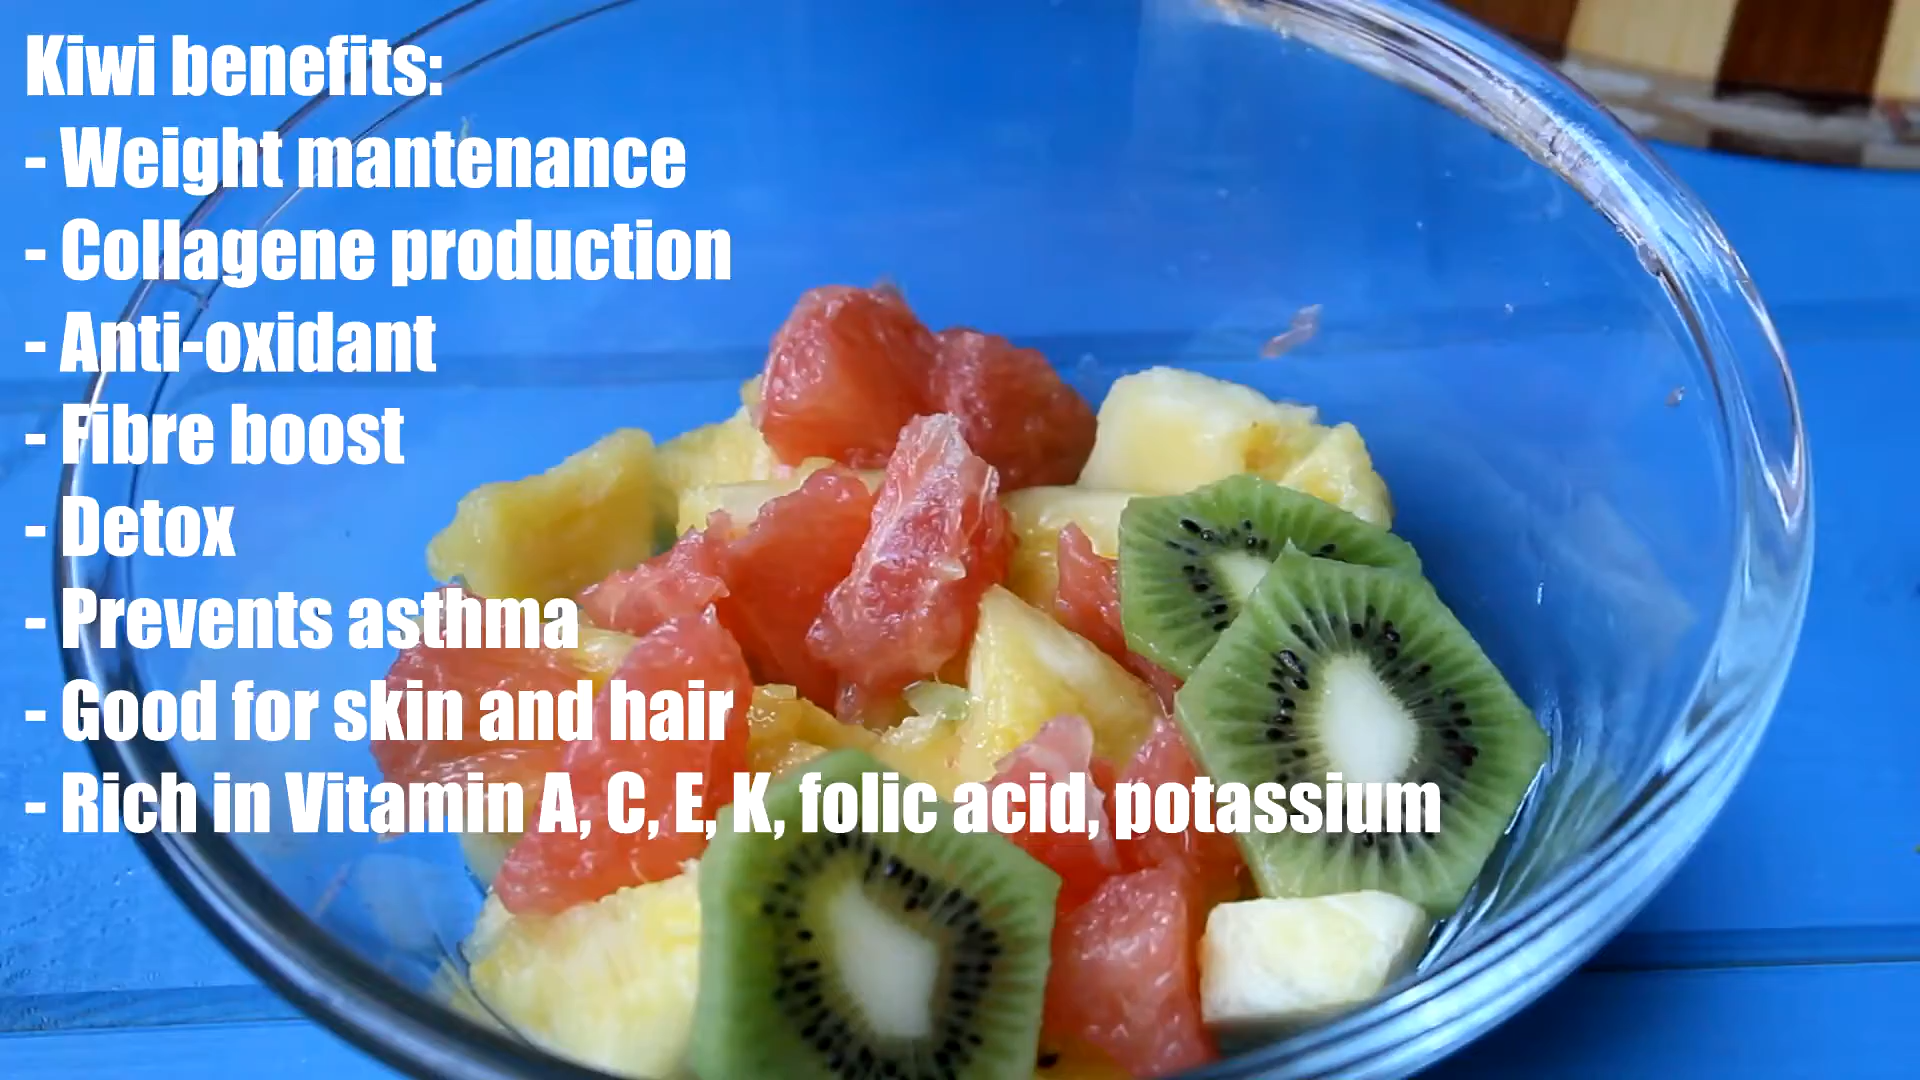 Kiwi benefits:
- Weight mantenance
- Collagene production
- Anti-oxidant
- Fibre boost
- Detox
- Prevents asthma
- Good for skin and hair
- Rich in Vitamin A, C, E, K, folic acid, potassium